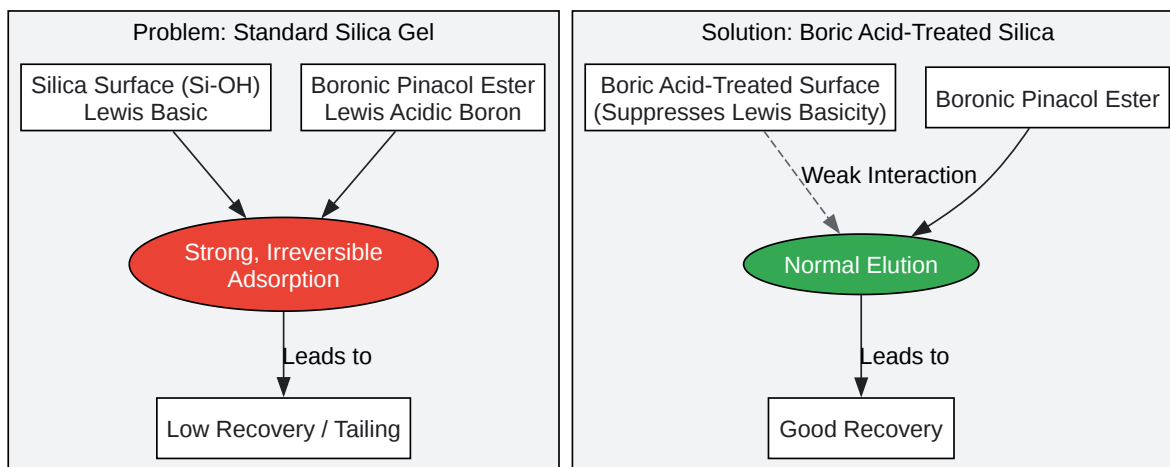 Problem: Standard Silica Gel
Silica Surface (Si-OH)
Lewis Basic
Boronic Pinacol Ester
Lewis Acidic Boron
Strong, Irreversible
Adsorption
Leads to
Low Recovery / Tailing
Solution: Boric Acid-Treated Silica
Boric Acid-Treated Surface
(Suppresses Lewis Basicity)
Boronic Pinacol Ester
Weak Interaction
Normal Elution
Leads to
Good Recovery